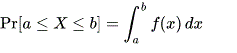 Pr[a ≤ X ≤ b] = ∫_a^b f(x) dx